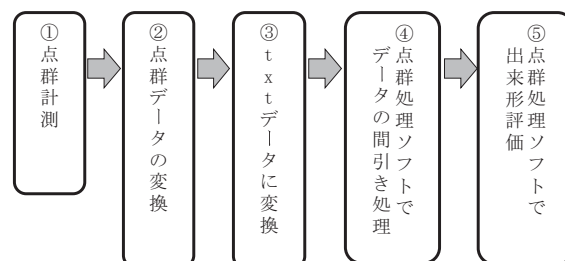 ①点群計測
②点群データの変換
③txtデータに変換
④点群処理ソフトで
データの間引き処理
⑤点群処理ソフトで
出来形評価